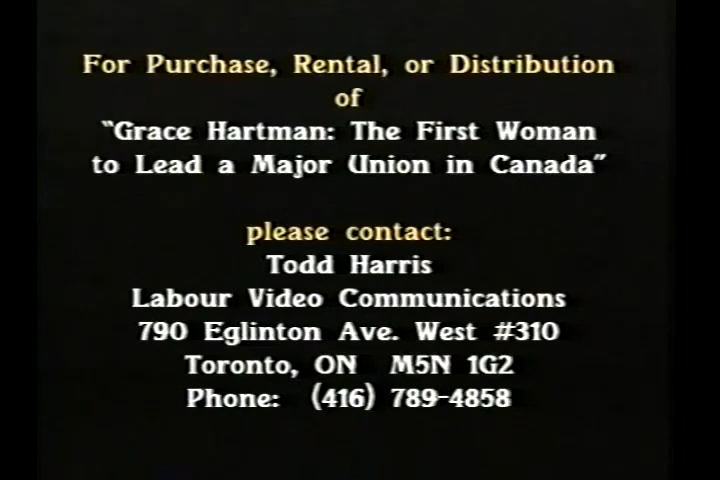 For Purchase, Rental, or Distribution
of
“Grace Hartman: The First Woman
to Lead a Major Union in Canada”
please contact:
Todd Harris
Labour Video Communications
790 Eglinton Ave. West #310
Toronto, ON M5N 1G2
Phone: (416) 789-4858